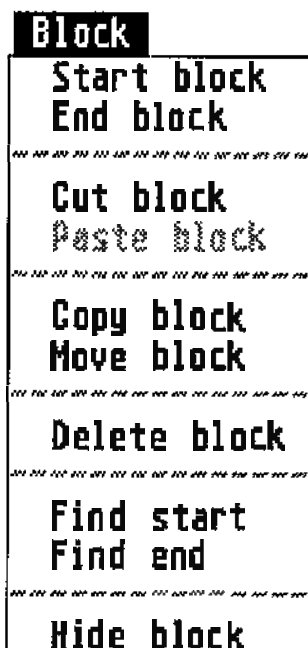 Block
Start block
End block
Cut block
Paste block
Copy block
Move block
Delete block
Find start
Find end
Hide block